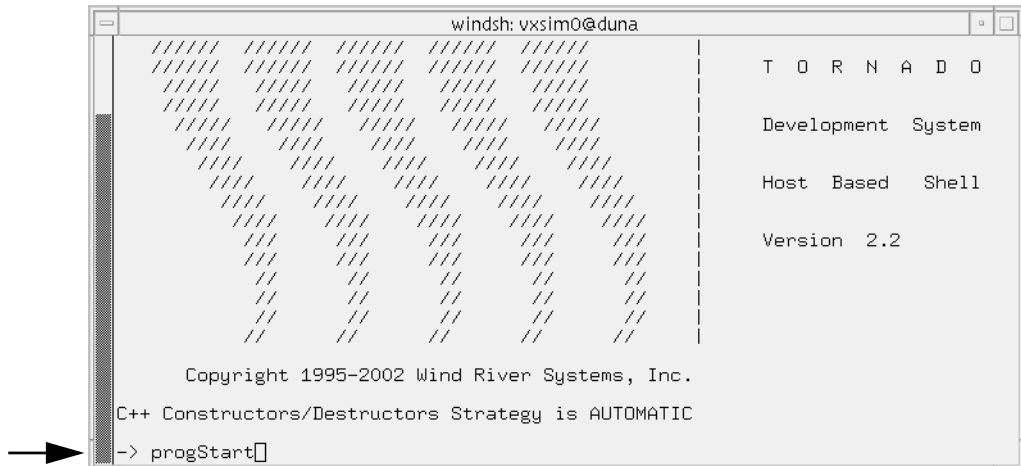 windsh: vxsim0@duna
T O R N A D O
Development System
Host Based Shell
Version 2.2
Copyright 1995-2002 Wind River Systems, Inc.
C++ Constructors/Destructors Strategy is AUTOMATIC
-> progStart